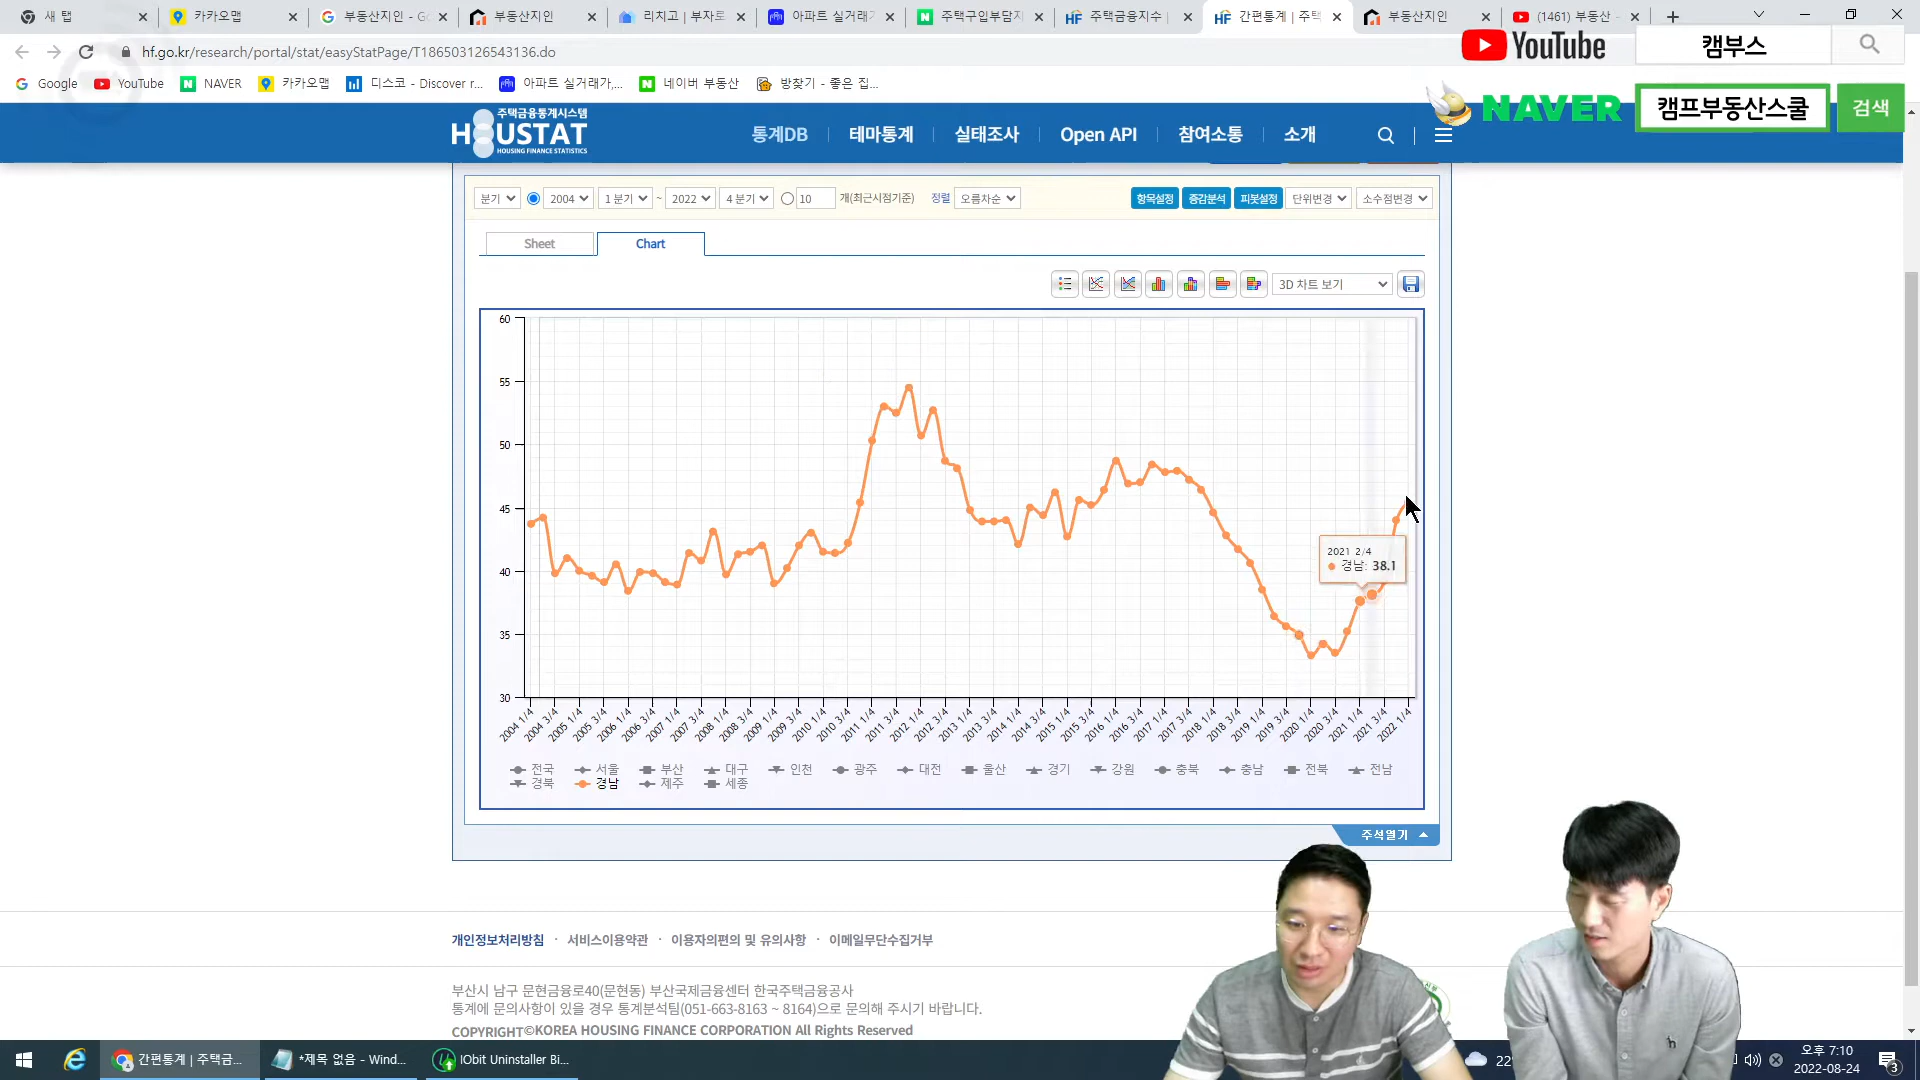 새 탭
카카오맵
부동산지인 - Go
부동산지인
리치고 | 부자로
아파트 실거래가
주택구입부담지
주택금융지수 |
간편통계 | 주택
부동산지인
(1461) 부동산 -
hf.go.kr/research/portal/stat/easyStatPage/T186503126543136.do
YouTube
캠부스
Google
YouTube
NAVER
카카오맵
디스코 - Discover r...
아파트 실거래가,...
네이버 부동산
방찾기 - 좋은 집...
NAVER
캠프부동산스쿨
검색
주택금융통계시스템
HOUSTAT
HOUSING FINANCE STATISTICS
통계DB
테마통계
실태조사
Open API
참여소통
소개
분기
2004
1 분기
~
2022
4 분기
10
개(최근시점기준)
정렬
오름차순
항목설정
증감분석
피봇설정
단위변경
소수점변경
Sheet
Chart
3D 차트 보기
60
55
50
45
40
35
30
2021 2/4
경남: 38.1
2004 1/4
2004 3/4
2005 1/4
2005 3/4
2006 1/4
2006 3/4
2007 1/4
2007 3/4
2008 1/4
2008 3/4
2009 1/4
2009 3/4
2010 1/4
2010 3/4
2011 1/4
2011 3/4
2012 1/4
2012 3/4
2013 1/4
2013 3/4
2014 1/4
2014 3/4
2015 1/4
2015 3/4
2016 1/4
2016 3/4
2017 1/4
2017 3/4
2018 1/4
2018 3/4
2019 1/4
2019 3/4
2020 1/4
2020 3/4
2021 1/4
2021 3/4
2022 1/4
전국 서울 부산 대구 인천 광주 대전 울산 경기 강원 충북 충남 전북 전남
경북 경남 제주 세종
주석열기
개인정보처리방침 · 서비스이용약관 · 이용자의편의 및 유의사항 · 이메일무단수집거부
부산시 남구 문현금융로40(문현동) 부산국제금융센터 한국주택금융공사
통계에 문의사항이 있을 경우 통계분석팀(051-663-8163 ~ 8164)으로 문의해 주시기 바랍니다.
COPYRIGHT©KOREA HOUSING FINANCE CORPORATION All Rights Reserved
간편통계 | 주택금...
*제목 없음 - Wind...
IObit Uninstaller Bi...
22
오후 7:10
2022-08-24
3